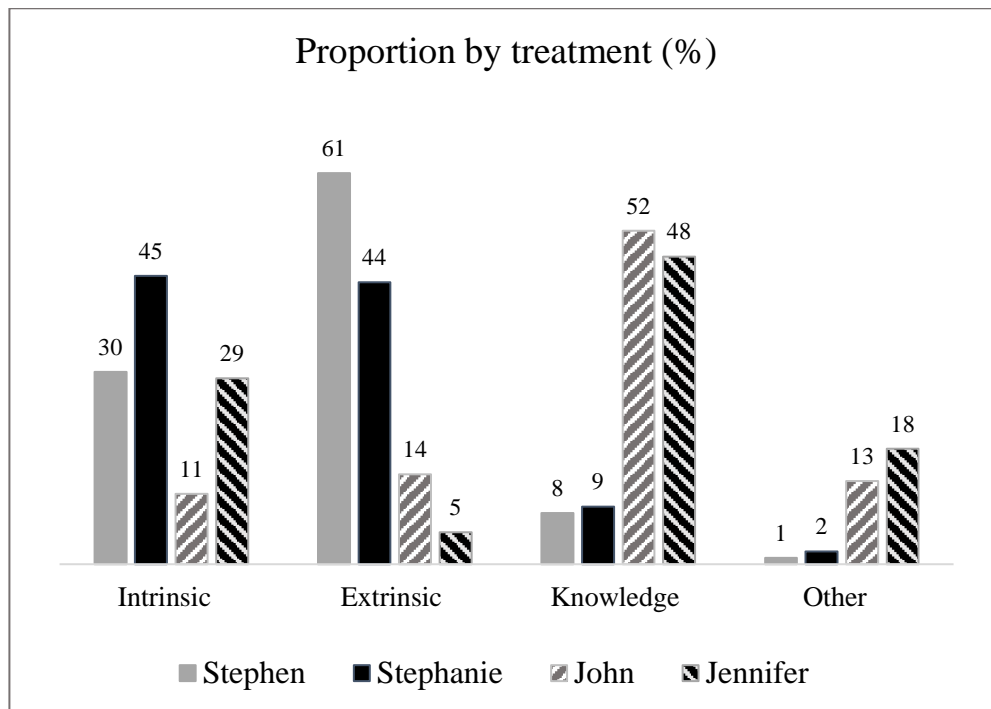 Proportion by treatment (%)
61
52
48
45
44
30
29
18
14
13
11
8
9
5
1
2
Intrinsic
Extrinsic
Knowledge
Other
Stephen
Stephanie
John
Jennifer